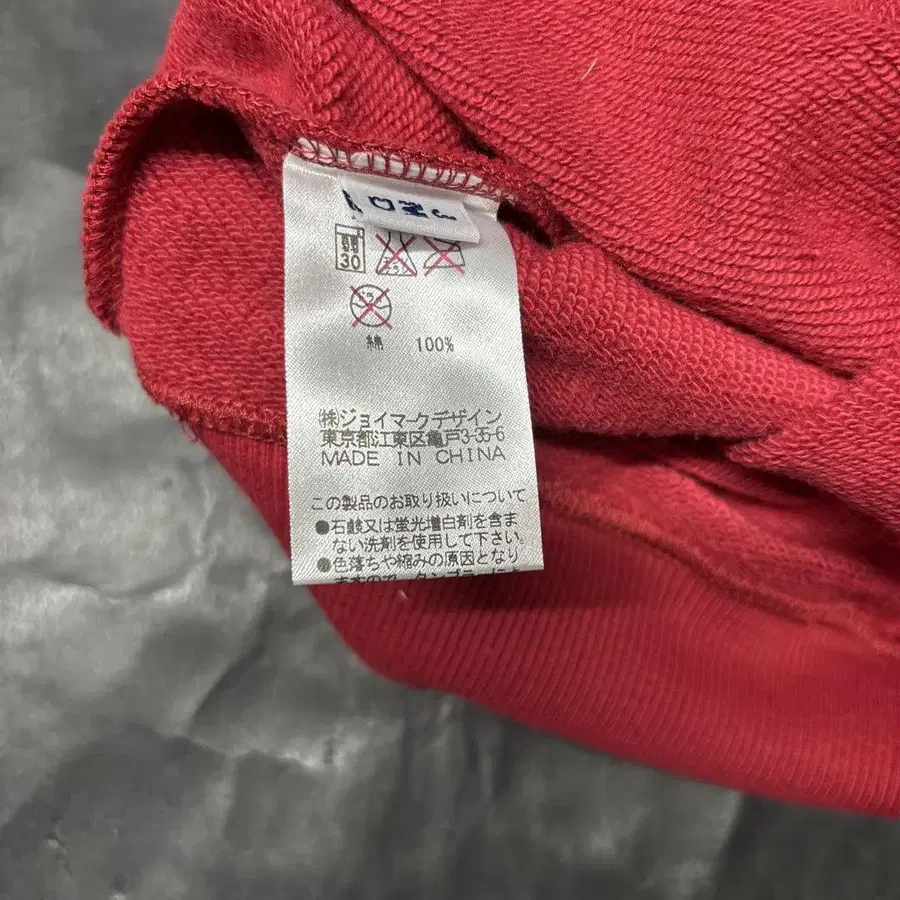 30
綿 100%
㈱ジョイマークデザイン
東京都江東区亀戸3-35-6
MADE IN CHINA
この製品のお取り扱いについて
●石鹸又は蛍光増白剤を含ま
ない洗剤を使用して下さい。
●色落ちや縮みの原因となり